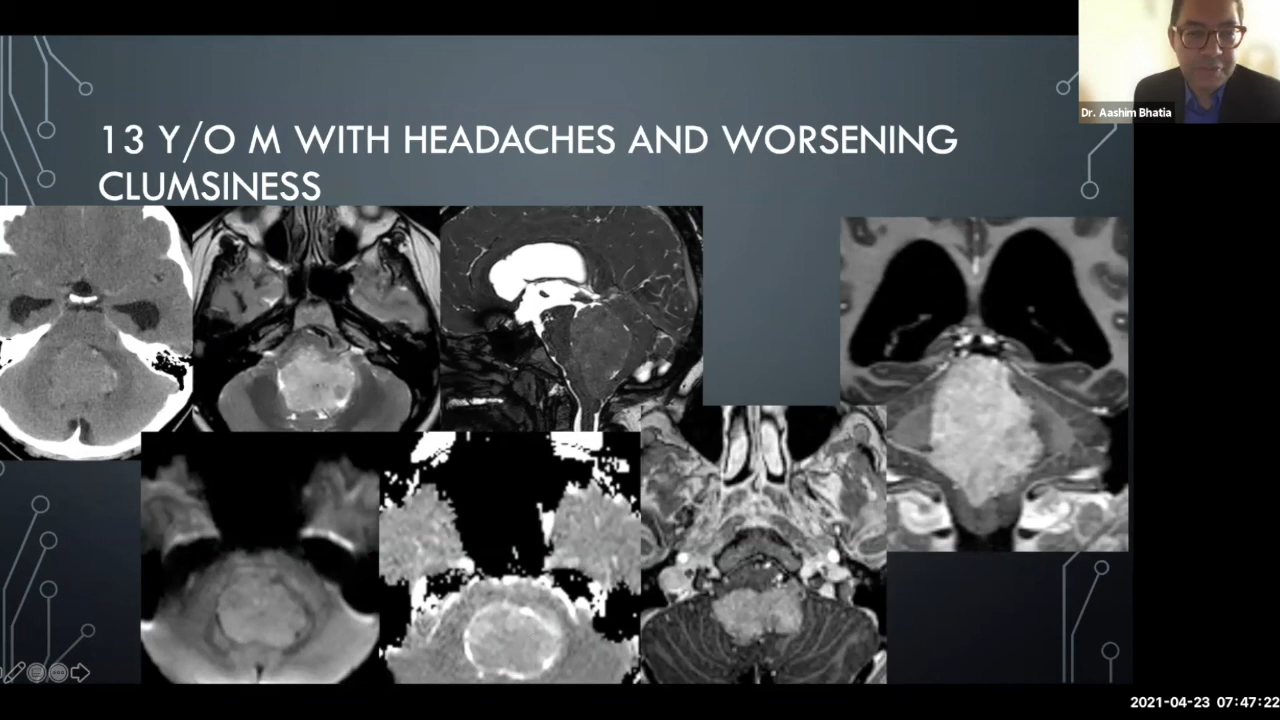 13 Y/O M WITH HEADACHES AND WORSENING
CLUMSINESS
Dr. Aashim Bhatia
2021-04-23 07:47:22